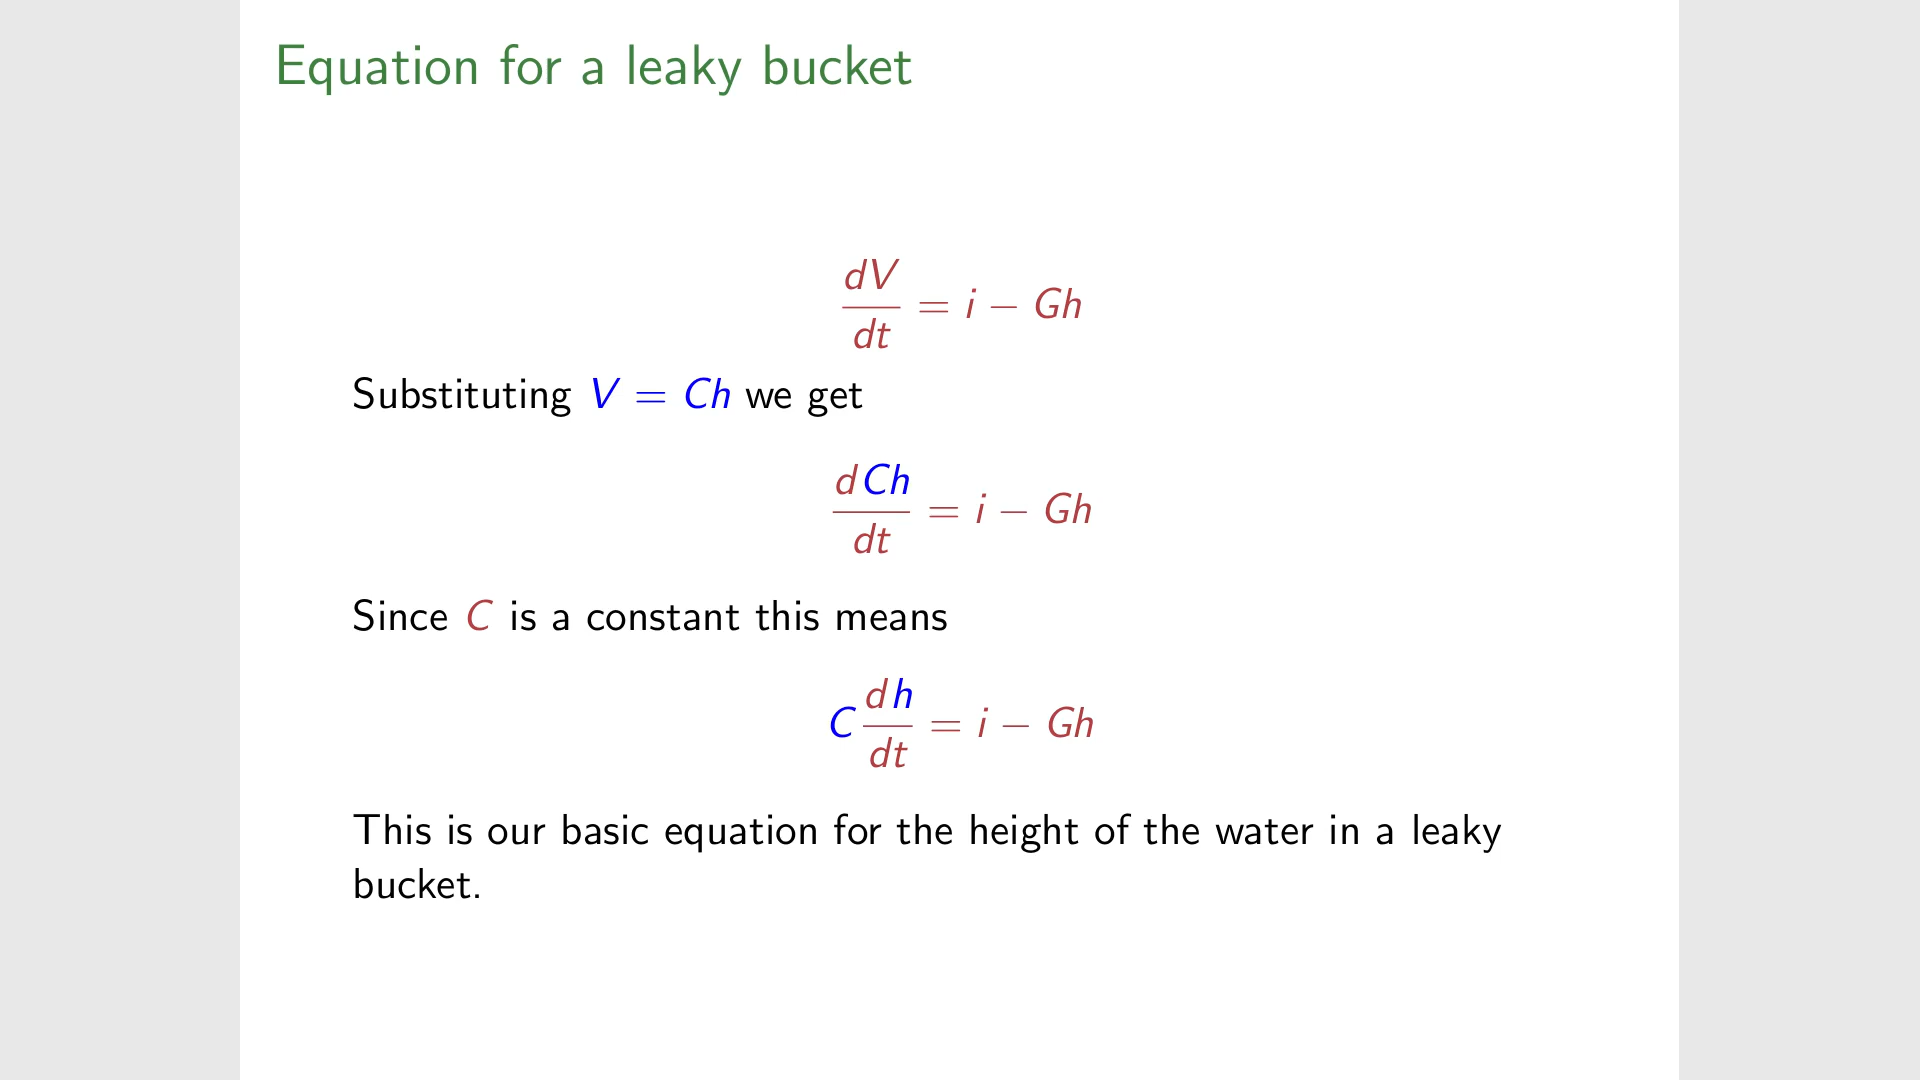 Equation for a leaky bucket
dV/dt = i − Gh
Substituting V = Ch we get
dCh/dt = i − Gh
Since C is a constant this means
C dh/dt = i − Gh
This is our basic equation for the height of the water in a leaky
bucket.